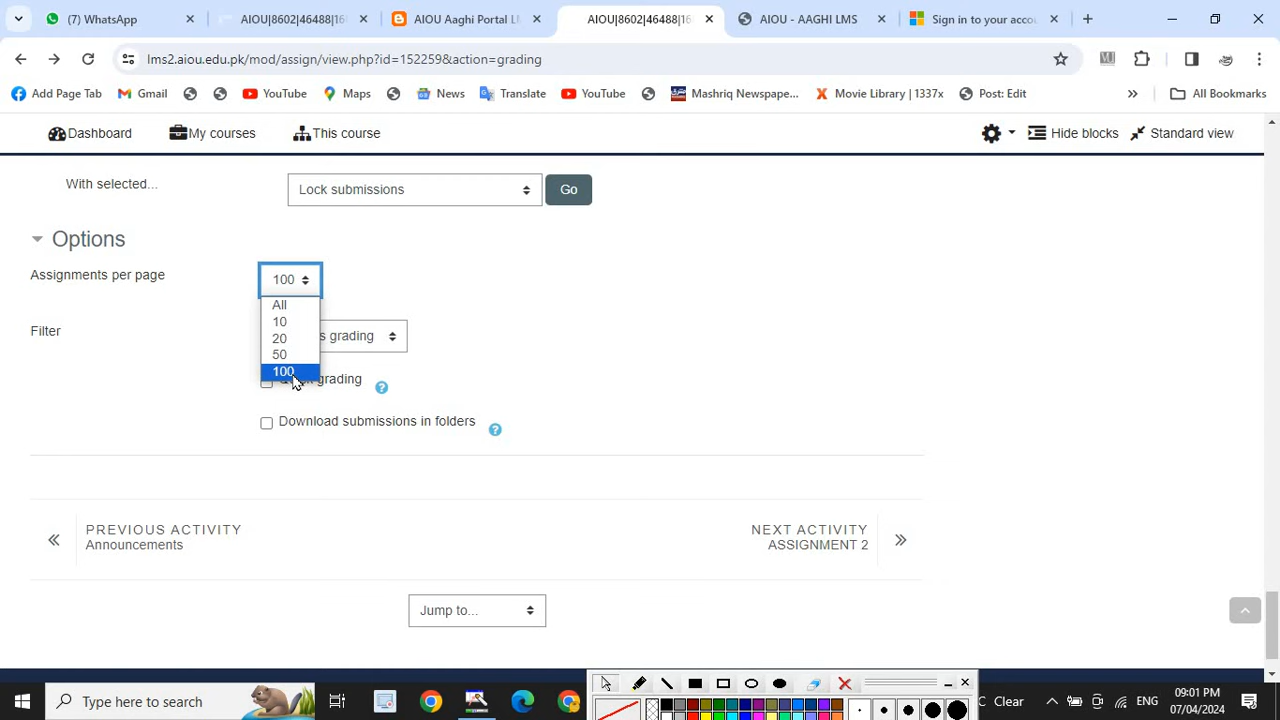 (7) WhatsApp
AIOU|8602|46488|16
AIOU Aaghi Portal L
AIOU|8602|46488|16
AIOU - AAGHI LMS
Sign in to your acco
lms2.aiou.edu.pk/mod/assign/view.php?id=152259&action=grading
Add Page Tab
Gmail
YouTube
Maps
News
Translate
YouTube
Mashriq Newspape...
Movie Library | 1337x
Post: Edit
All Bookmarks
Dashboard
My courses
This course
Hide blocks
Standard view
With selected...
Lock submissions
Go
Options
Assignments per page
100
All
10
20
50
100
Filter
s grading
grading
Download submissions in folders
PREVIOUS ACTIVITY
Announcements
NEXT ACTIVITY
ASSIGNMENT 2
Jump to...
Type here to search
Clear
ENG
09:01 PM
07/04/2024